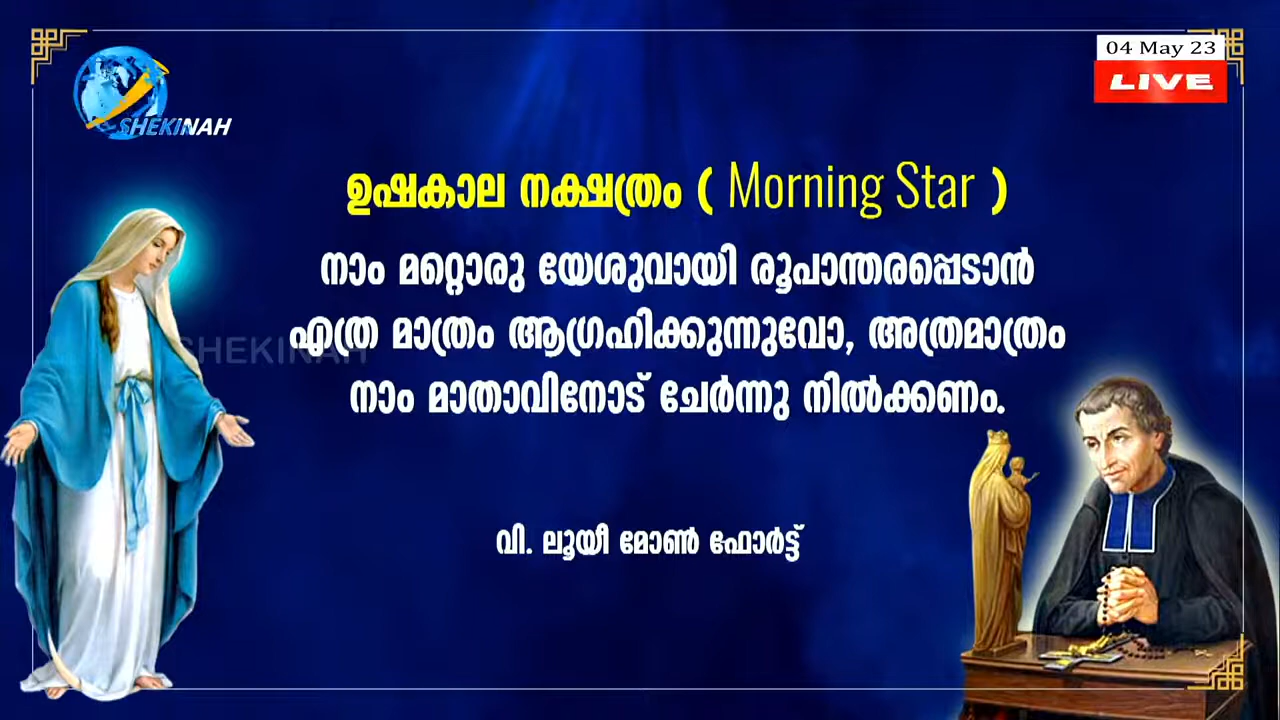 04 May 23
LIVE
SHEKINAH
ഉഷകാല നക്ഷത്രം ( Morning Star )
നാം മറ്റൊരു യേശുവായി രൂപാന്തരപ്പെടാൻ
എത്ര മാത്രം ആഗ്രഹിക്കുന്നുവോ, അത്രമാത്രം
SHEKINAH
നാം മാതാവിനോട് ചേർന്നു നിൽക്കണം.
വി. ലൂയീ മോൺ ഫോർട്ട്